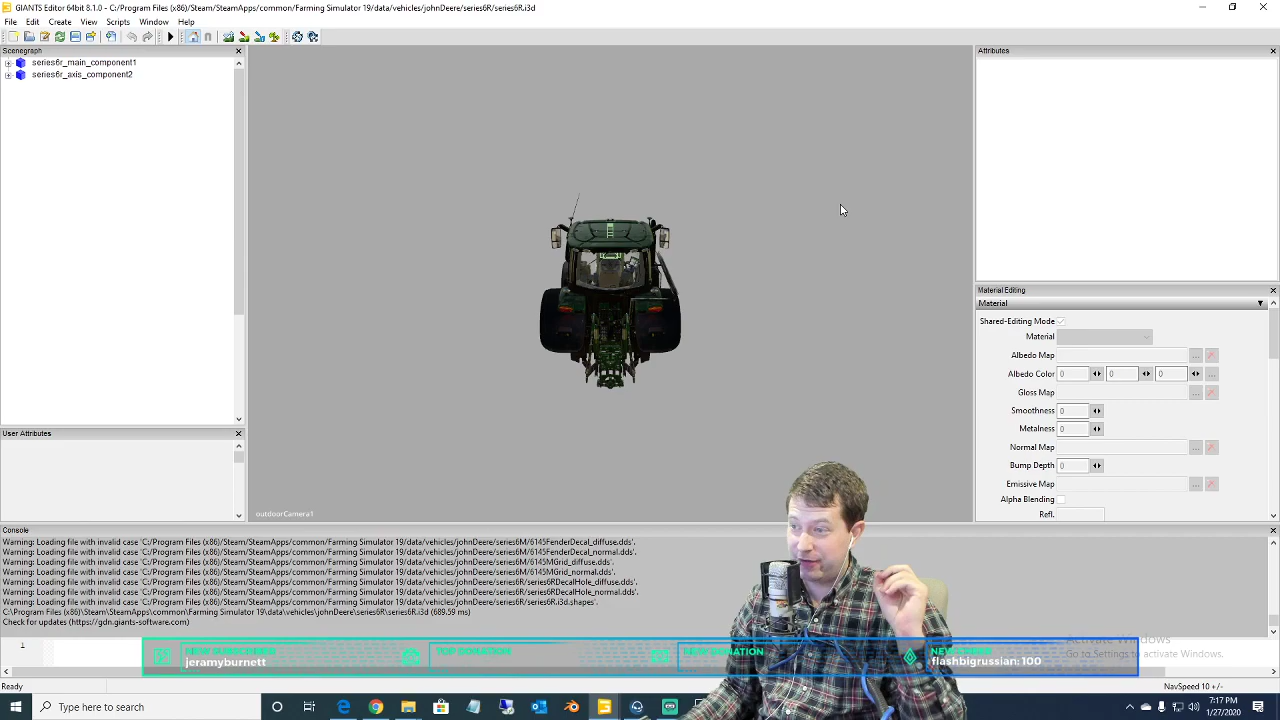 GIANTS Editor 64bit 8.1.0 - C:/Program Files (x86)/Steam/SteamApps/common/Farming Simulator 19/data/vehicles/johnDeere/series6R/series6R.i3d
File Edit View Create Scripts Window Help
Scenegraph
series6r_main_component1
series6r_axis_component2
User Attributes
outdoorCamera1
Attributes
Material Editing
Material
Shared-Editing Mode
Material
Albedo Map
Albedo Color 0 0 0
Gloss Map
Smoothness 0
Metalness 0
Normal Map
Bump Depth 0
Emissive Map
Alpha Blending
Refl.
Console
Warning: Loading file with invalid case 'C:/Program Files (x86)/Steam/SteamApps/common/Farming Simulator 19/data/vehicles/johnDeere/series6M/6145FenderDecal_diffuse.dds'.
Warning: Loading file with invalid case 'C:/Program Files (x86)/Steam/SteamApps/common/Farming Simulator 19/data/vehicles/johnDeere/series6M/6145FenderDecal_normal.dds'.
Warning: Loading file with invalid case 'C:/Program Files (x86)/Steam/SteamApps/common/Farming Simulator 19/data/vehicles/johnDeere/series6M/6175MGrid_diffuse.dds'.
Warning: Loading file with invalid case 'C:/Program Files (x86)/Steam/SteamApps/common/Farming Simulator 19/data/vehicles/johnDeere/series6M/6175MGrid_normal.dds'.
Warning: Loading file with invalid case 'C:/Program Files (x86)/Steam/SteamApps/common/Farming Simulator 19/data/vehicles/johnDeere/series6R/series6RDecalHole_diffuse.dds'.
Warning: Loading file with invalid case 'C:/Program Files (x86)/Steam/SteamApps/common/Farming Simulator 19/data/vehicles/johnDeere/series6R/series6RDecalHole_normal.dds'.
Warning: Loading file with invalid case 'C:/Program Files (x86)/Steam/SteamApps/common/Farming Simulator 19/data/vehicles/johnDeere/series6R/series6R.i3d.shapes'.
C:\Program Files (x86)\Steam\SteamApps\common\Farming Simulator 19\data\vehicles\johnDeere\series6R\series6R.i3d (689.59 ms)
Check for updates (https://gdn.giants-software.com)
1
NEW SUBSCRIBER
jeramyburnett
TOP DONATION
NEW DONATION
flashbigrussian: 100
Activate Windows
Go to Settings to activate Windows.
Ready
NavSpeed 10 +/-
Type here to search
7:17 PM
1/27/2020